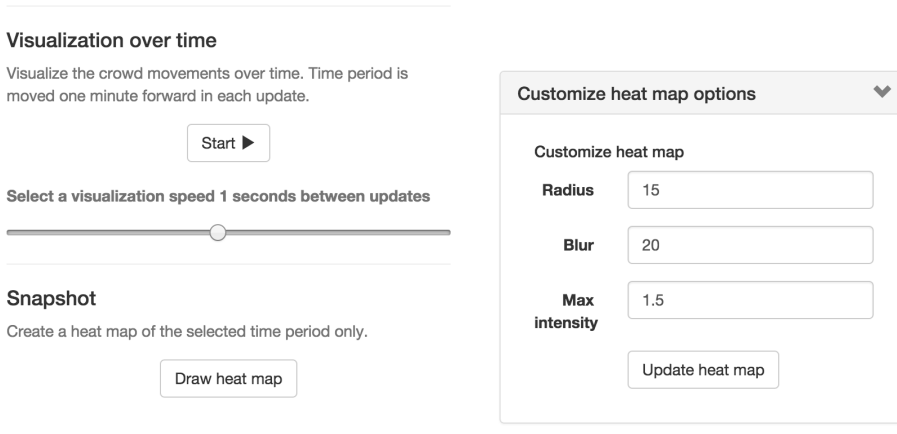 Visualization over time
Visualize the crowd movements over time. Time period is
moved one minute forward in each update.
Start
Select a visualization speed 1 seconds between updates
Snapshot
Create a heat map of the selected time period only.
Draw heat map
Customize heat map options
Customize heat map
Radius 15
Blur 20
Max 1.5
intensity
Update heat map